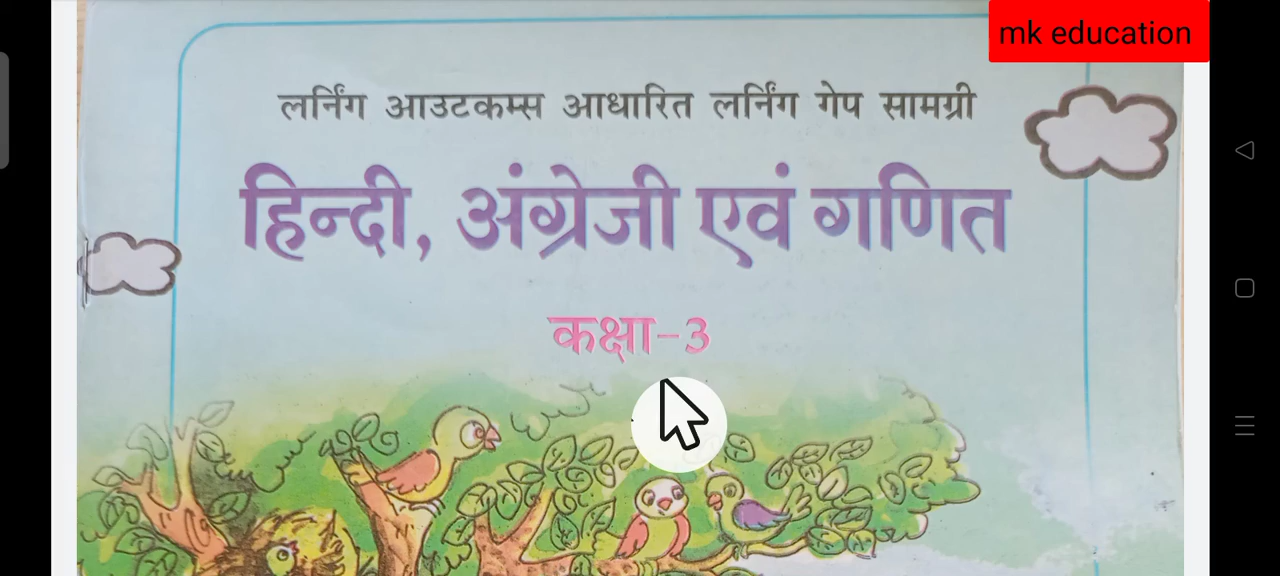 mk education
लर्निंग आउटकम्स आधारित लर्निंग गेप सामग्री
हिन्दी, अंग्रेजी एवं गणित
कक्षा-3